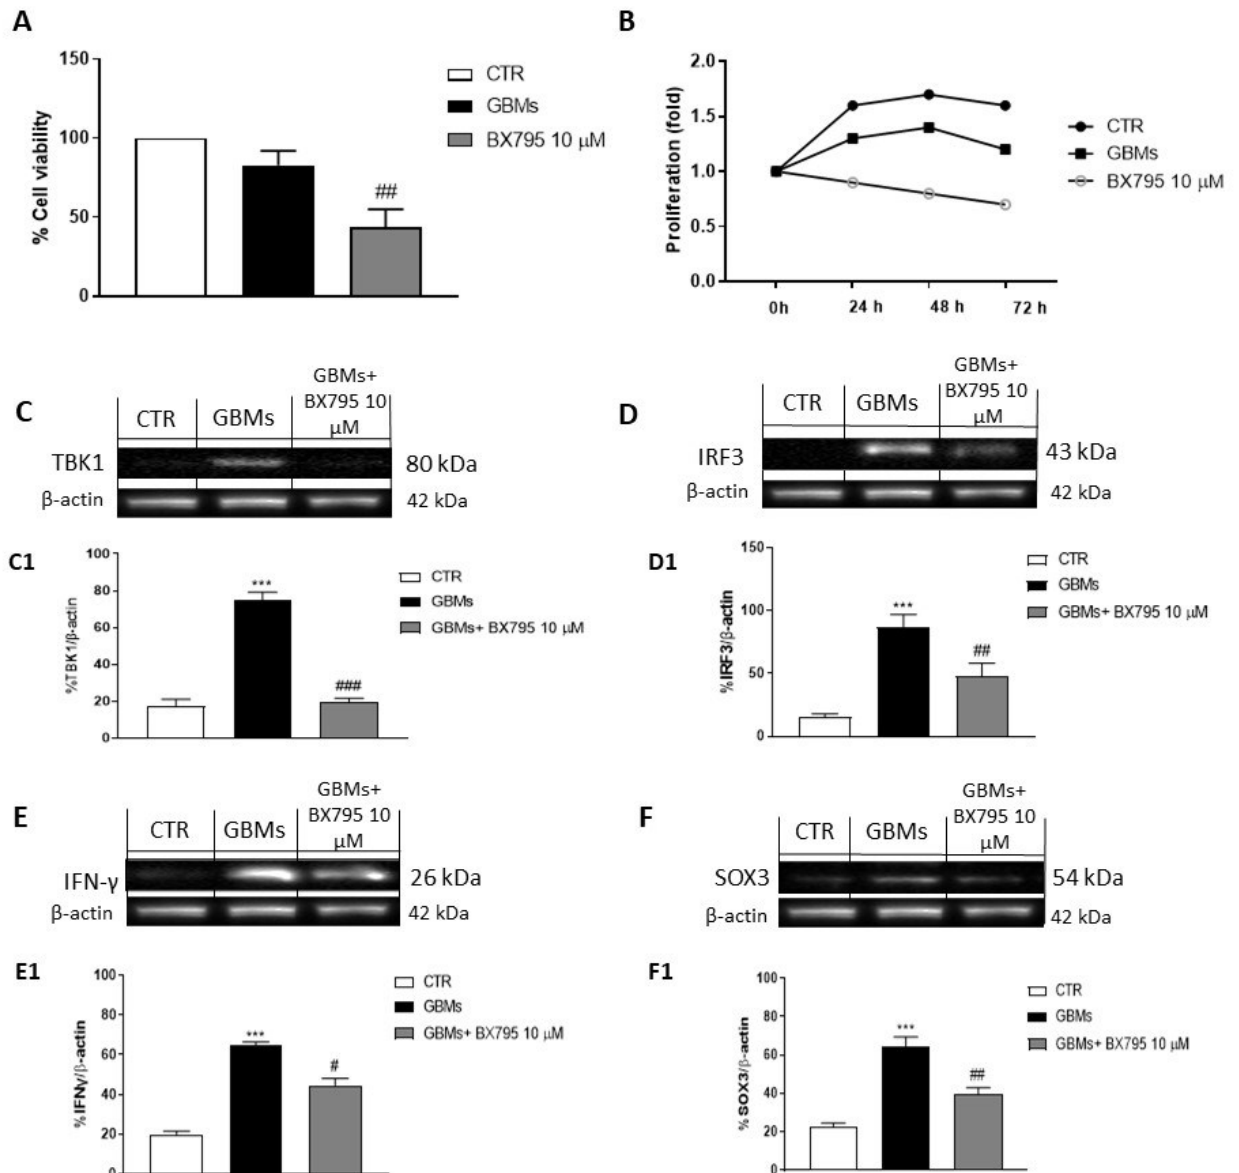 A
150
100
50
0
% Cell viability
##
CTR
GBMs
BX795 10 μM
B
2.0
1.5
1.0
0.5
0.0
Proliferation (fold)
0h 24 h 48 h 72 h
CTR
GBMs
BX795 10 μM
C
CTR GBMs GBMs+
BX795 10
μM
TBK1 80 kDa
β-actin 42 kDa
D
CTR GBMs GBMs+
BX795 10
μM
IRF3 43 kDa
β-actin 42 kDa
C1
100
80
60
40
20
0
%TBK1/β-actin
***
###
CTR
GBMs
GBMs+ BX795 10 μM
D1
150
100
50
0
%IRF3/β-actin
***
##
CTR
GBMs
GBMs+ BX795 10 μM
E
CTR GBMs GBMs+
BX795 10
μM
IFN-γ 26 kDa
β-actin 42 kDa
F
CTR GBMs GBMs+
BX795 10
μM
SOX3 54 kDa
β-actin 42 kDa
E1
100
80
60
40
20
0
%IFNγ/β-actin
***
#
CTR
GBMs
GBMs+ BX795 10 μM
F1
100
80
60
40
20
0
%SOX3/β-actin
***
##
CTR
GBMs
GBMs+ BX795 10 μM